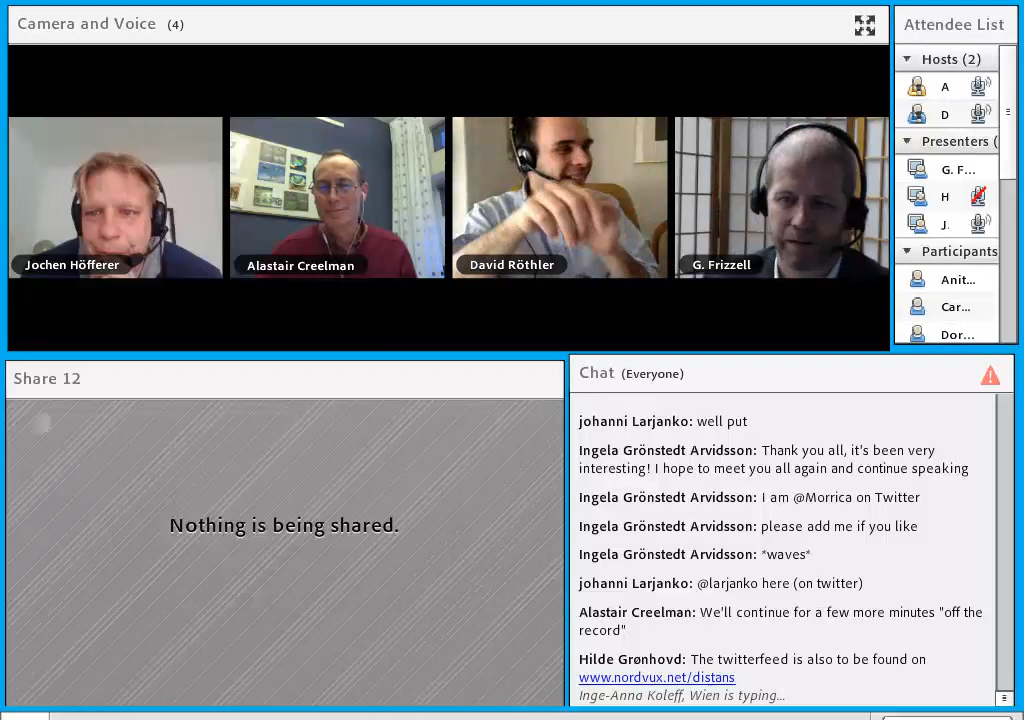 Camera and Voice (4)
Attendee List
Hosts (2)
A
D
Presenters (
G. F...
H
J.
Participants
Anit...
Car...
Dor...
Jochen Höfferer
Alastair Creelman
David Röthler
G. Frizzell
Share 12
Nothing is being shared.
Chat (Everyone)
johanni Larjanko: well put
Ingela Grönstedt Arvidsson: Thank you all, it's been very
interesting! I hope to meet you all again and continue speaking
Ingela Grönstedt Arvidsson: I am @Morrica on Twitter
Ingela Grönstedt Arvidsson: please add me if you like
Ingela Grönstedt Arvidsson: *waves*
johanni Larjanko: @larjanko here (on twitter)
Alastair Creelman: We'll continue for a few more minutes "off the
record"
Hilde Grønhovd: The twitterfeed is also to be found on
www.nordvux.net/distans
Inge-Anna Koleff, Wien is typing...